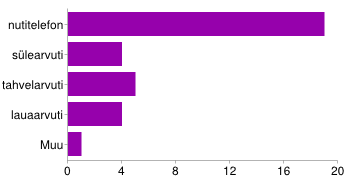 nutitelefon
sülearvuti
tahvelarvuti
lauaarvuti
Muu
0 4 8 12 16 20